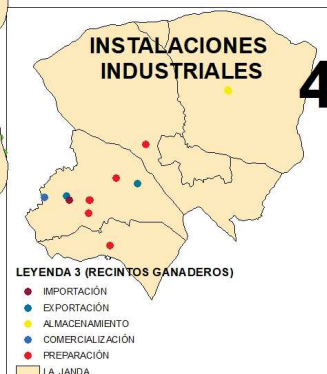 INSTALACIONES
INDUSTRIALES
4
LEYENDA 3 (RECINTOS GANADEROS)
IMPORTACIÓN
EXPORTACIÓN
ALMACENAMIENTO
COMERCIALIZACIÓN
PREPARACIÓN
LA JANDA